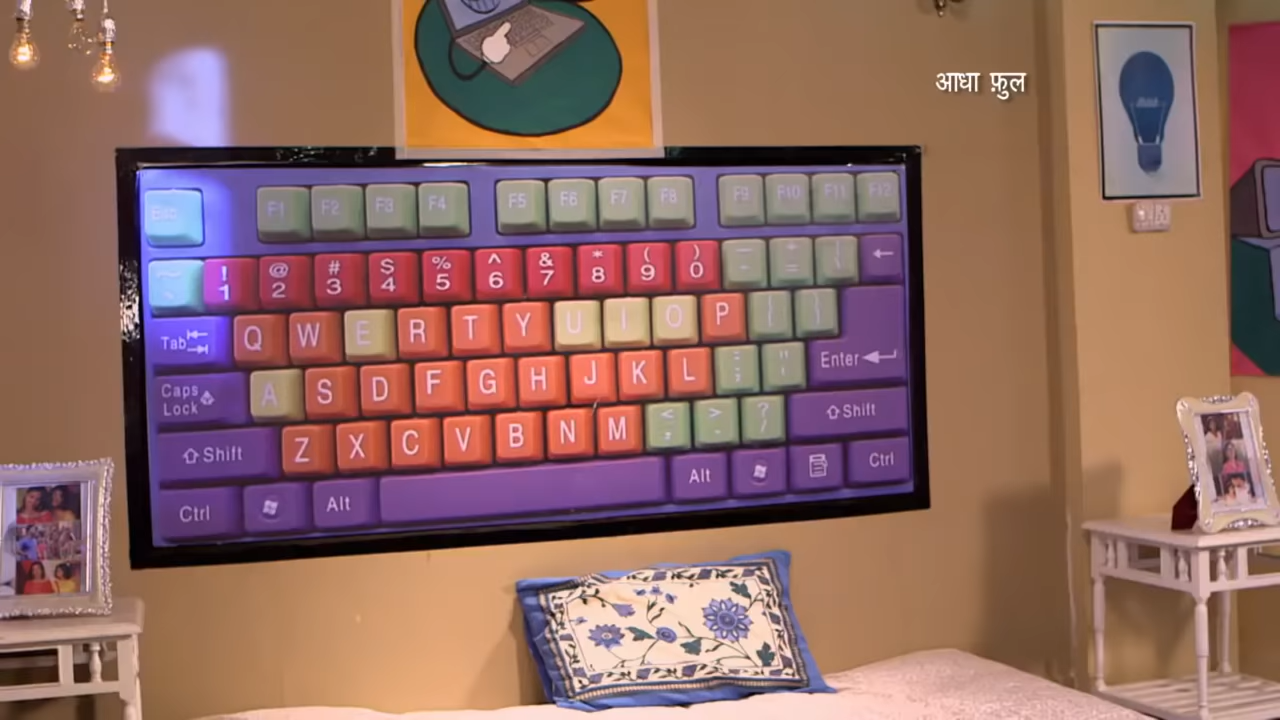 आधा फ़ुल
Esc F1 F2 F3 F4 F5 F6 F7 F8 F9 F10 F11 F12
! 1 @ 2 # 3 $ 4 % 5 ^ 6 & 7 * 8 ( 9 ) 0
Tab Q W E R T Y U I O P
Caps Lock A S D F G H J K L Enter
Shift Z X C V B N M < > ? / Shift
Ctrl Alt Alt Ctrl